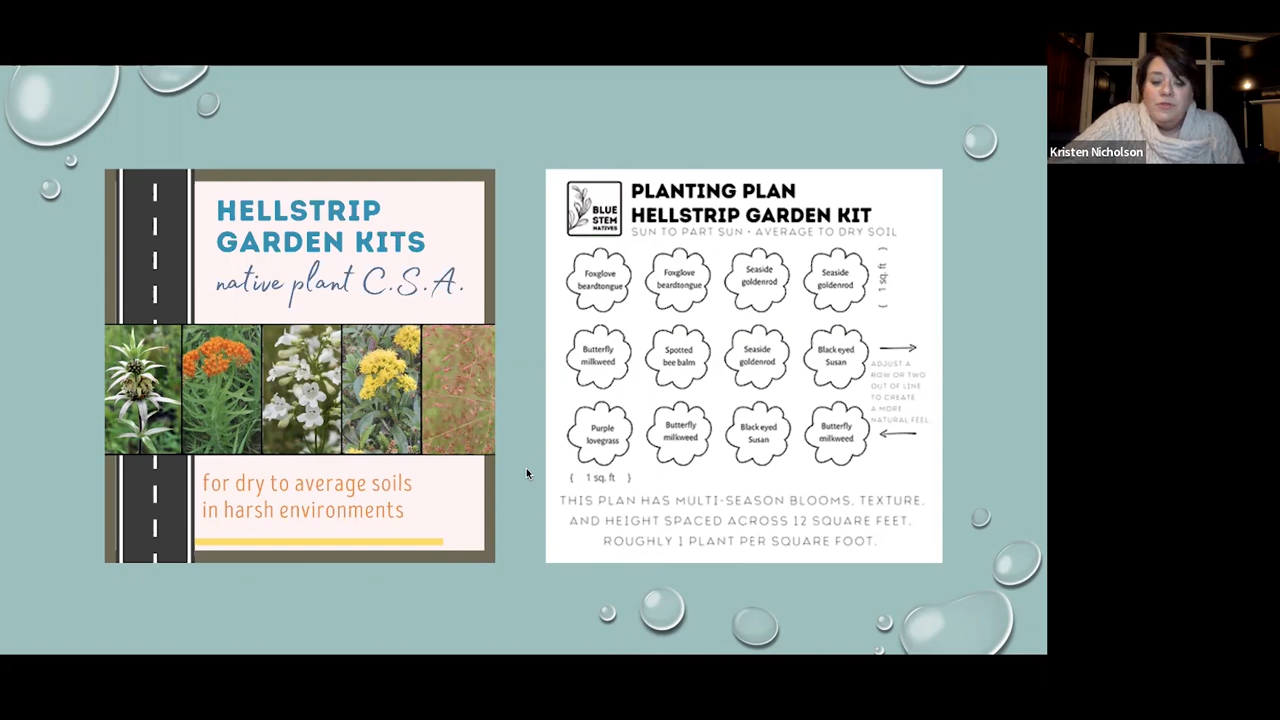 HELLSTRIP
GARDEN KITS
native plant C.S.A.
for dry to average soils
in harsh environments
BLUE
STEM
NATIVES
PLANTING PLAN
HELLSTRIP GARDEN KIT
SUN TO PART SUN • AVERAGE TO DRY SOIL
Foxglove
beardtongue
Foxglove
beardtongue
Seaside
goldenrod
Seaside
goldenrod
( 1 sq. ft )
Butterfly
milkweed
Spotted
bee balm
Seaside
goldenrod
Black eyed
Susan
ADJUST A
ROW OR TWO
OUT OF LINE
TO CREATE
A MORE
NATURAL FEEL.
Purple
lovegrass
Butterfly
milkweed
Black eyed
Susan
Butterfly
milkweed
( 1 sq. ft )
THIS PLAN HAS MULTI-SEASON BLOOMS, TEXTURE,
AND HEIGHT SPACED ACROSS 12 SQUARE FEET.
ROUGHLY 1 PLANT PER SQUARE FOOT.
Kristen Nicholson